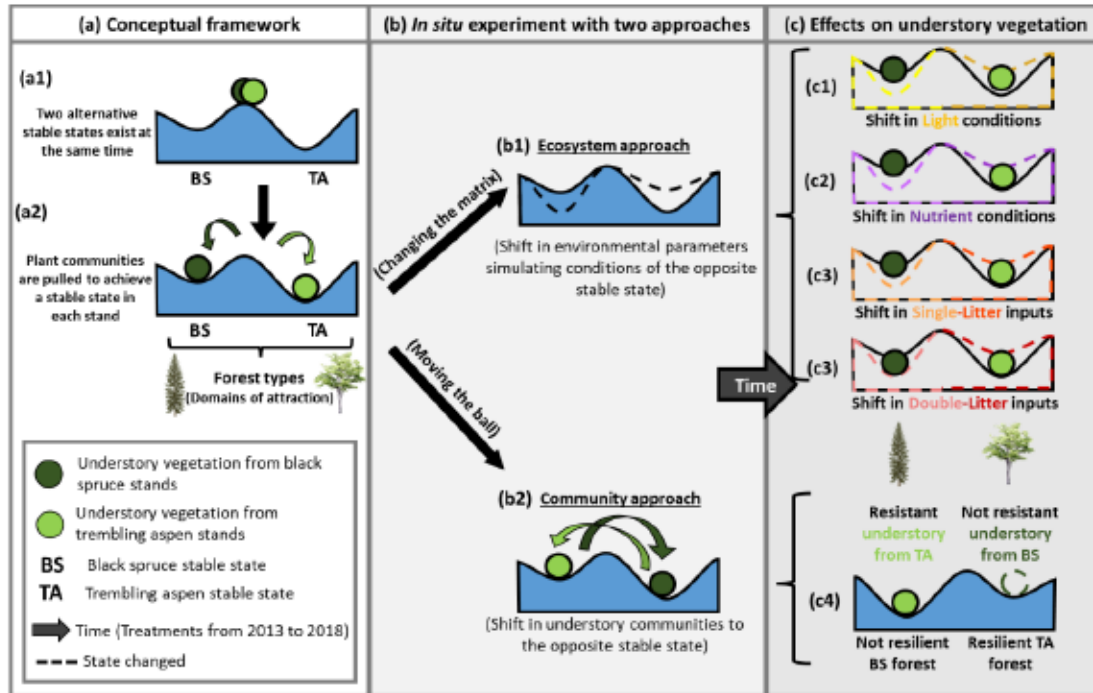 (a) Conceptual framework
(a1)
Two alternative
stable states exist at
the same time
BS
TA
(a2)
Plant communities
are pulled to achieve
a stable state in
each stand
BS
TA
Forest types
(Domains of attraction)
Understory vegetation from black
spruce stands
Understory vegetation from
trembling aspen stands
BS Black spruce stable state
TA Trembling aspen stable state
Time (Treatments from 2013 to 2018)
State changed
(b) In situ experiment with two approaches
(Changing the matrix)
(b1) Ecosystem approach
(Shift in environmental parameters
simulating conditions of the opposite
stable state)
(Moving the ball)
(b2) Community approach
(Shift in understory communities to
the opposite stable state)
Time
(c) Effects on understory vegetation
(c1)
Shift in Light conditions
(c2)
Shift in Nutrient conditions
(c3)
Shift in Single-Litter inputs
(c3)
Shift in Double-Litter inputs
Resistant
understory
from TA
Not resistant
understory
from BS
(c4)
Not resilient
BS forest
Resilient TA
forest